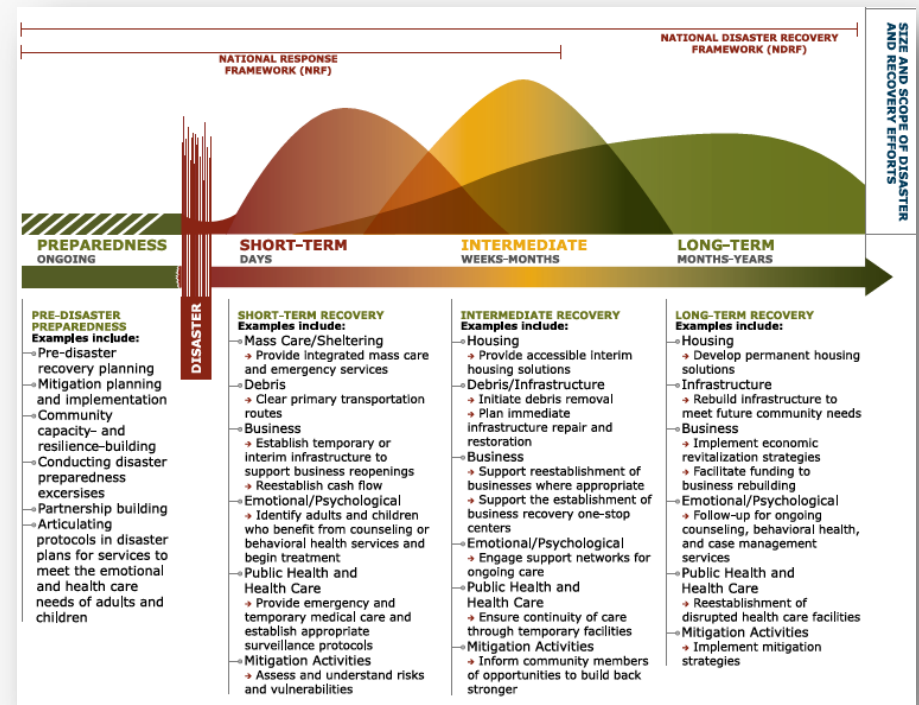 NATIONAL DISASTER RECOVERY
FRAMEWORK (NDRF)
NATIONAL RESPONSE
FRAMEWORK (NRF)
SIZE AND SCOPE OF DISASTER
AND RECOVERY EFFORTS
PREPAREDNESS
ONGOING
SHORT–TERM
DAYS
INTERMEDIATE
WEEKS-MONTHS
LONG–TERM
MONTHS–YEARS
DISASTER
PRE–DISASTER
PREPAREDNESS
Examples include:
Pre-disaster
recovery planning
Mitigation planning
and implementation
Community
capacity– and
resilience–building
Conducting disaster
preparedness
excersises
Partnership building
Articulating
protocols in disaster
plans for services to
meet the emotional
and health care
needs of adults and
children
SHORT–TERM RECOVERY
Examples include:
Mass Care/Sheltering
➔ Provide integrated mass care
and emergency services
Debris
➔ Clear primary transportation
routes
Business
➔ Establish temporary or
interim infrastructure to
support business reopenings
➔ Reestablish cash flow
Emotional/Psychological
➔ Identify adults and children
who benefit from counseling or
behavioral health services and
begin treatment
Public Health and
Health Care
➔ Provide emergency and
temporary medical care and
establish appropriate
surveillance protocols
Mitigation Activities
➔ Assess and understand risks
and vulnerabilities
INTERMEDIATE RECOVERY
Examples include:
Housing
➔ Provide accessible interim
housing solutions
Debris/Infrastructure
➔ Initiate debris removal
➔ Plan immediate
infrastructure repair and
restoration
Business
➔ Support reestablishment of
businesses where appropriate
➔ Support the establishment of
business recovery one–stop
centers
Emotional/Psychological
➔ Engage support networks for
ongoing care
Public Health and
Health Care
➔ Ensure continuity of care
through temporary facilities
Mitigation Activities
➔ Inform community members
of opportunities to build back
stronger
LONG–TERM RECOVERY
Examples include:
Housing
➔ Develop permanent housing
solutions
Infrastructure
➔ Rebuild infrastructure to
meet future community needs
Business
➔ Implement economic
revitalization strategies
➔ Facilitate funding to
business rebuilding
Emotional/Psychological
➔ Follow–up for ongoing
counseling, behavioral health,
and case management
services
Public Health and
Health Care
➔ Reestablishment of
disrupted health care facilities
Mitigation Activities
➔ Implement mitigation
strategies